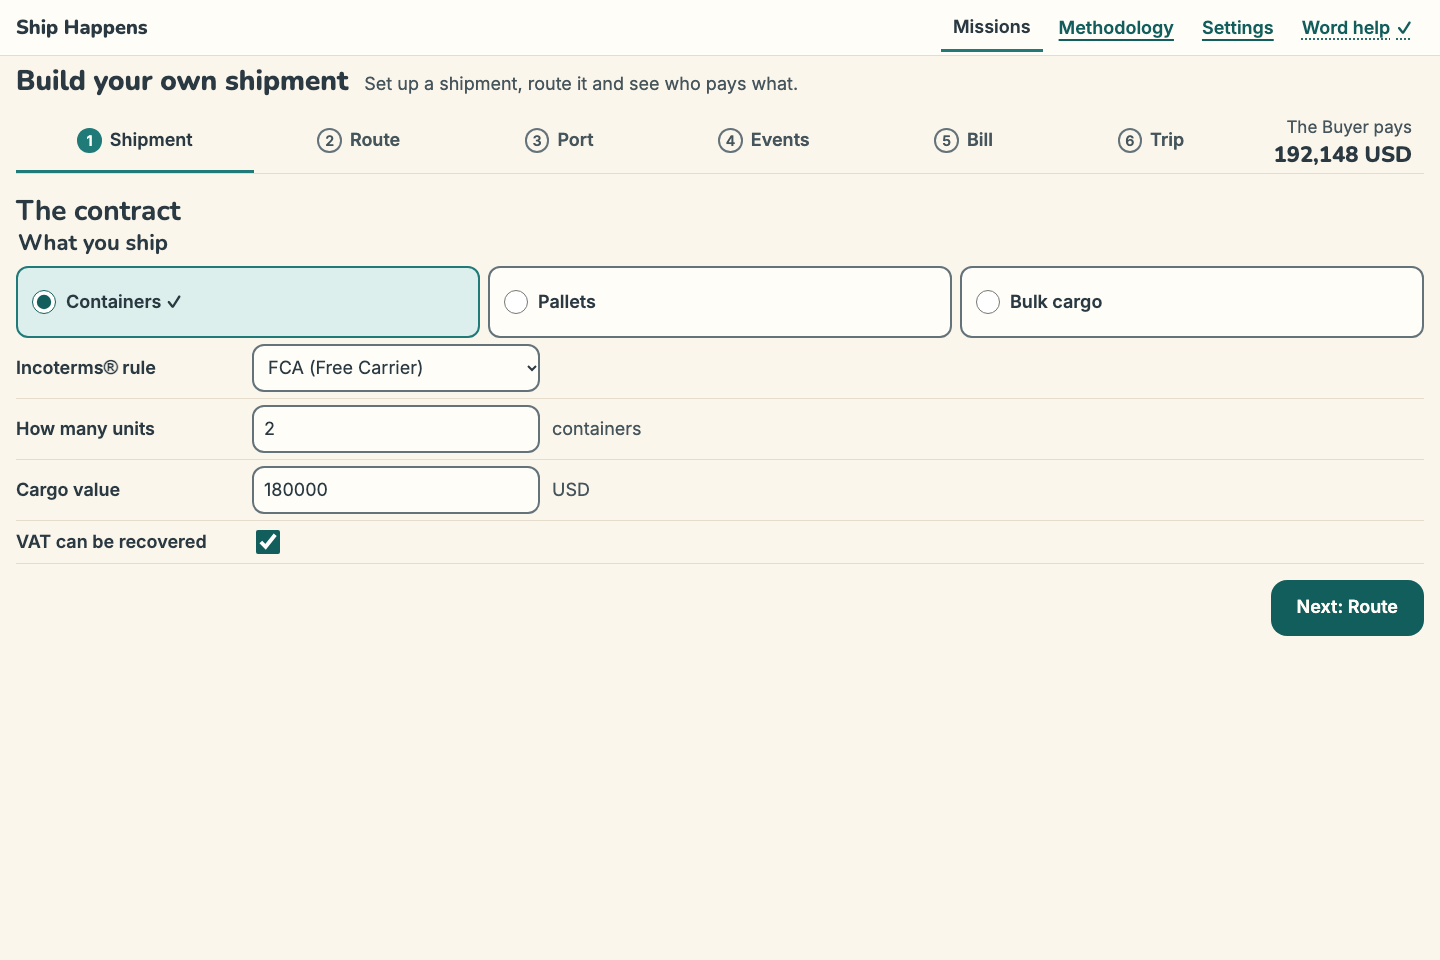 Ship Happens
Missions
Methodology
Settings
Word help ✓
Build your own shipment
Set up a shipment, route it and see who pays what.
1 Shipment
2 Route
3 Port
4 Events
5 Bill
6 Trip
The Buyer pays
192,148 USD
The contract
What you ship
Containers ✓
Pallets
Bulk cargo
Incoterms® rule
FCA (Free Carrier)
How many units
2
containers
Cargo value
180000
USD
VAT can be recovered
Next: Route